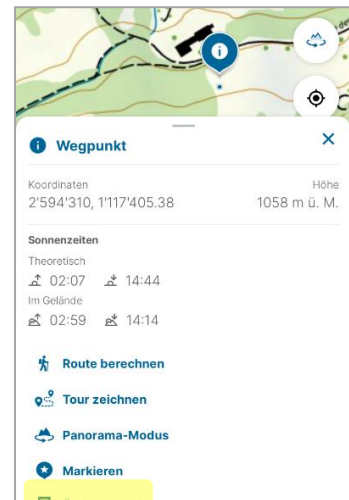 Wegpunkt
Koordinaten Höhe
2'594'310, 1'117'405.38 1058 m ü. M.
Sonnenzeiten
Theoretisch
02:07 14:44
Im Gelände
02:59 14:14
Route berechnen
Tour zeichnen
Panorama-Modus
Markieren